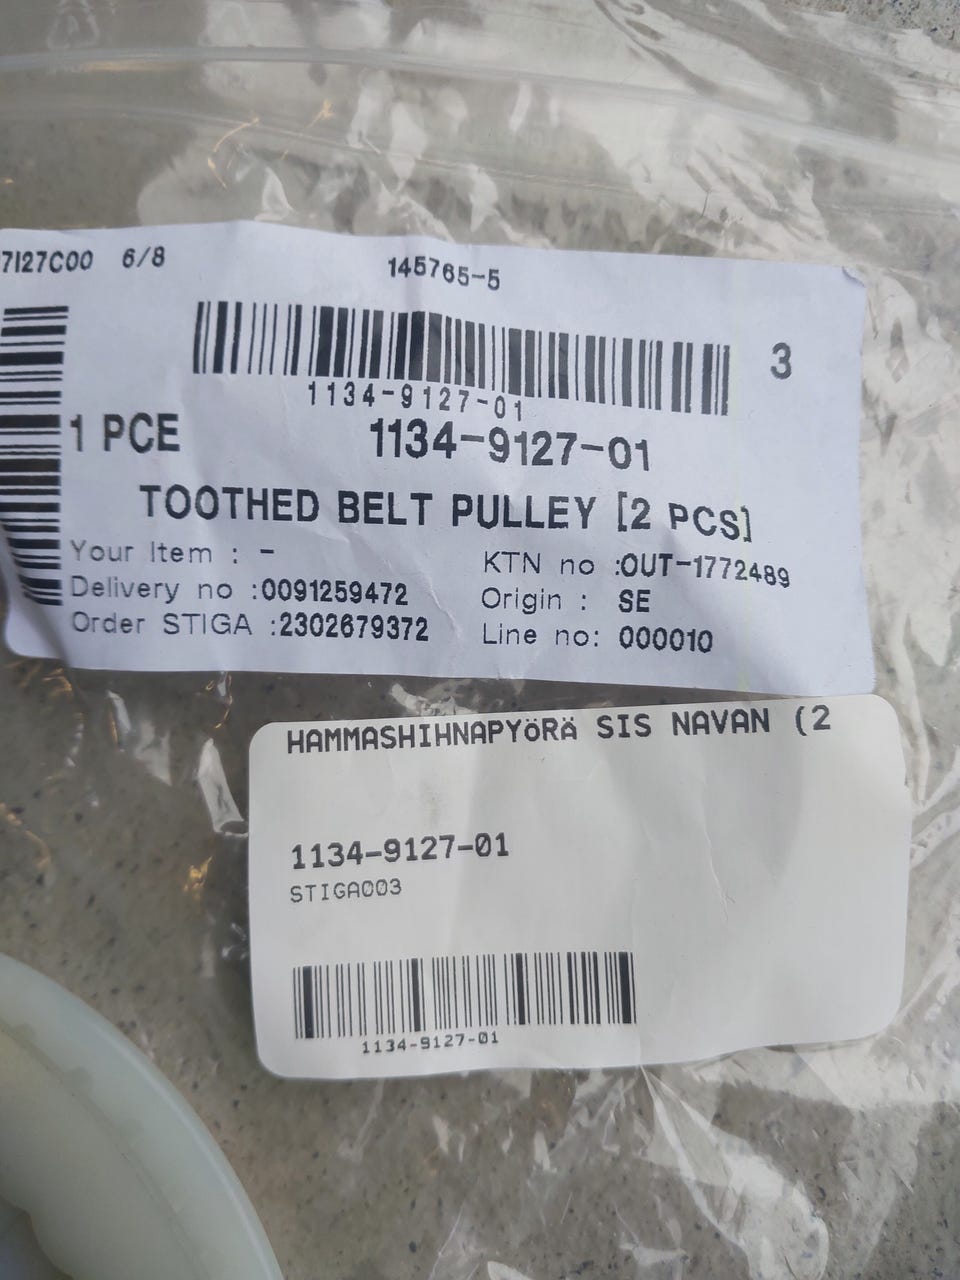 7I27C00 6/8
145765-5
3
1134-9127-01
1 PCE
1134-9127-01
TOOTHED BELT PULLEY [2 PCS]
Your Item : -
KTN no :OUT-1772489
Delivery no :0091259472
Origin : SE
Order STIGA :2302679372
Line no: 000010
HAMMASHIHNAPYöRÄ SIS NAVAN (2
1134-9127-01
STIGA003
1134-9127-01